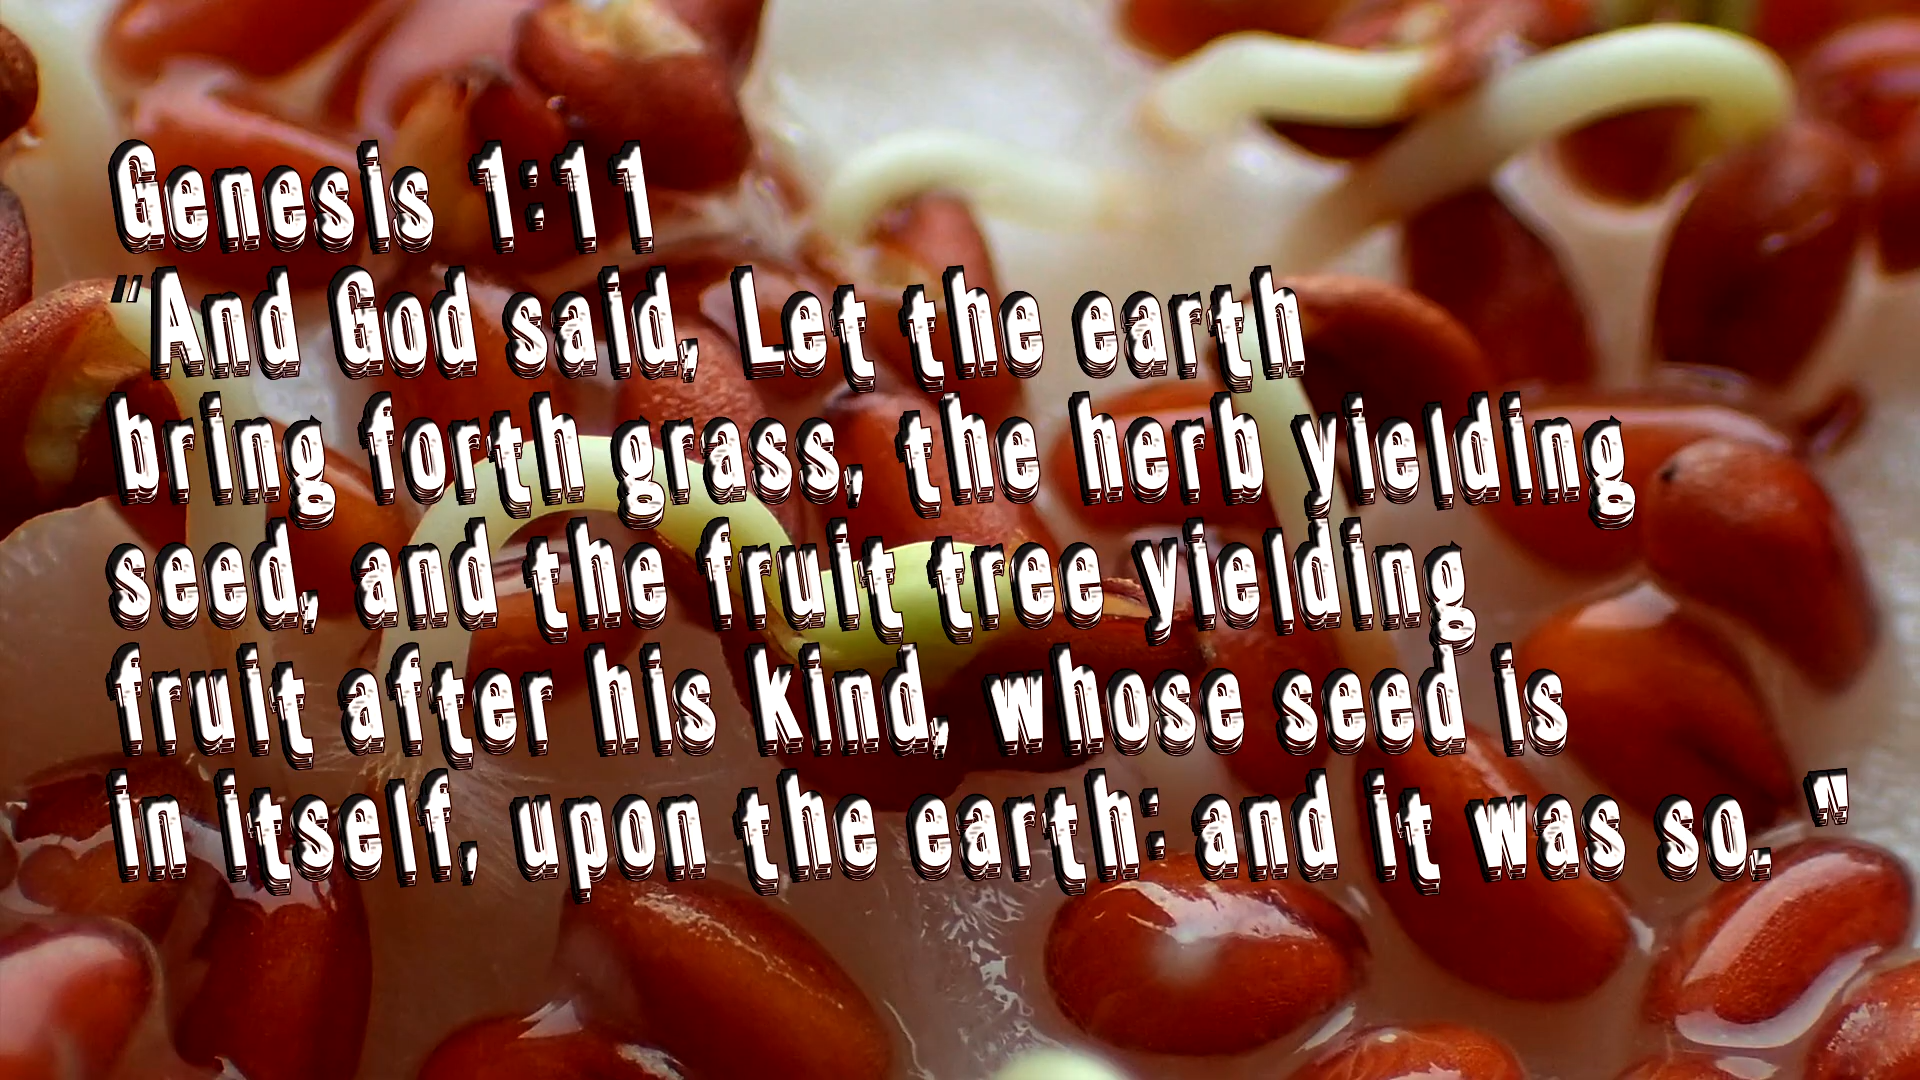 Genesis 1:11
"And God said, Let the earth
bring forth grass, the herb yielding
seed, and the fruit tree yielding
fruit after his kind, whose seed is
in itself, upon the earth: and it was so. "